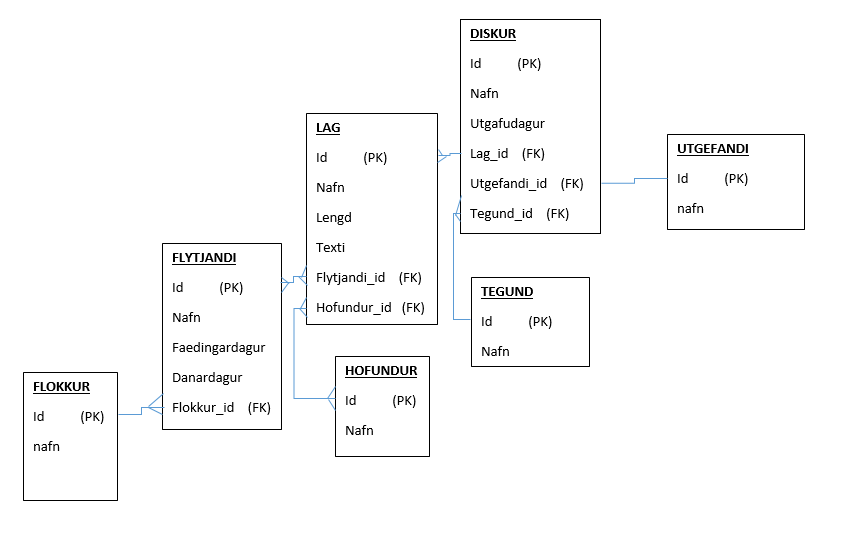 DISKUR
Id (PK)
Nafn
Utgafudagur
Lag_id (FK)
Utgefandi_id (FK)
Tegund_id (FK)
LAG
Id (PK)
Nafn
Lengd
Texti
Flytjandi_id (FK)
Hofundur_id (FK)
UTGEFANDI
Id (PK)
nafn
FLYTJANDI
Id (PK)
Nafn
Faedingardagur
Danardagur
Flokkur_id (FK)
TEGUND
Id (PK)
Nafn
HOFUNDUR
Id (PK)
Nafn
FLOKKUR
Id (PK)
nafn